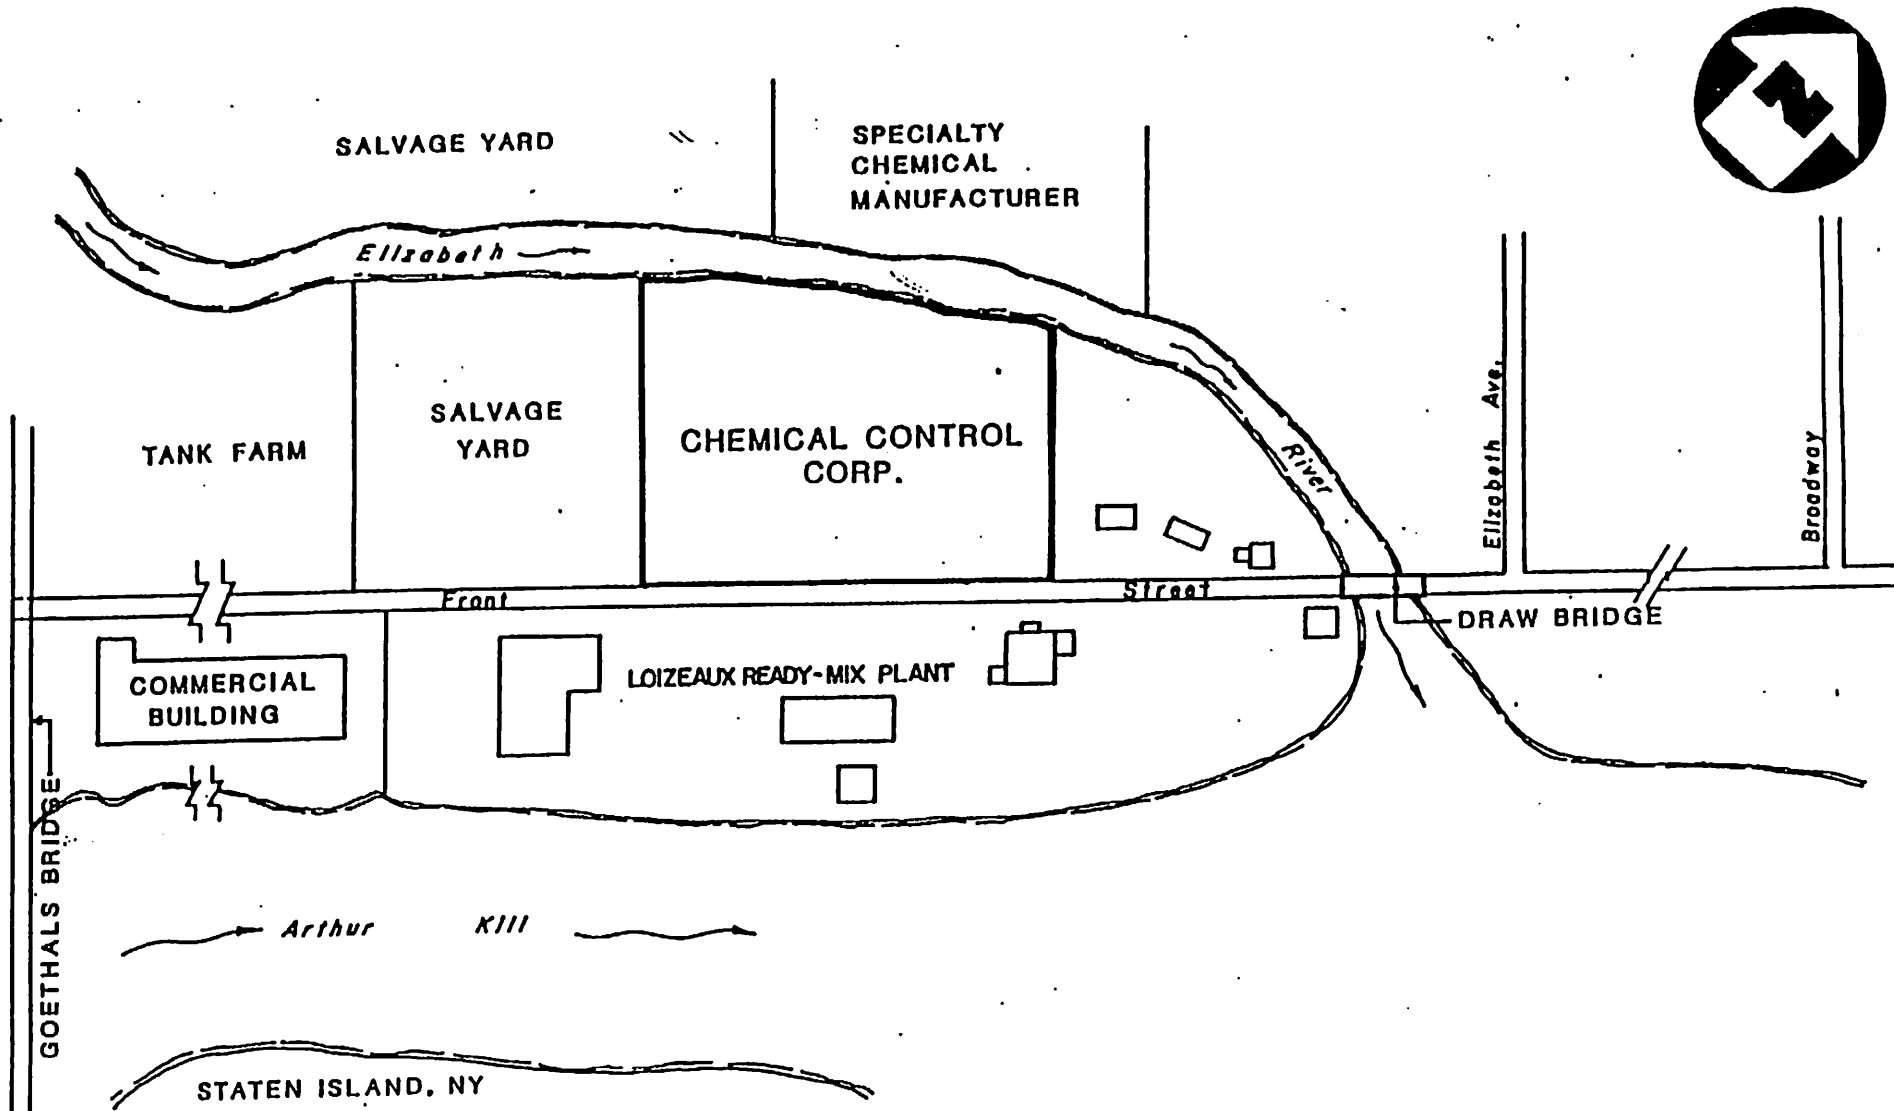 N
SALVAGE YARD
SPECIALTY
CHEMICAL
MANUFACTURER
Elizabeth
River
TANK FARM
SALVAGE
YARD
CHEMICAL CONTROL
CORP.
Elizabeth Ave.
Broadway
Front
Street
DRAW BRIDGE
COMMERCIAL
BUILDING
LOIZEAUX READY-MIX PLANT
GOETHALS BRIDGE
Arthur Kill
STATEN ISLAND, NY